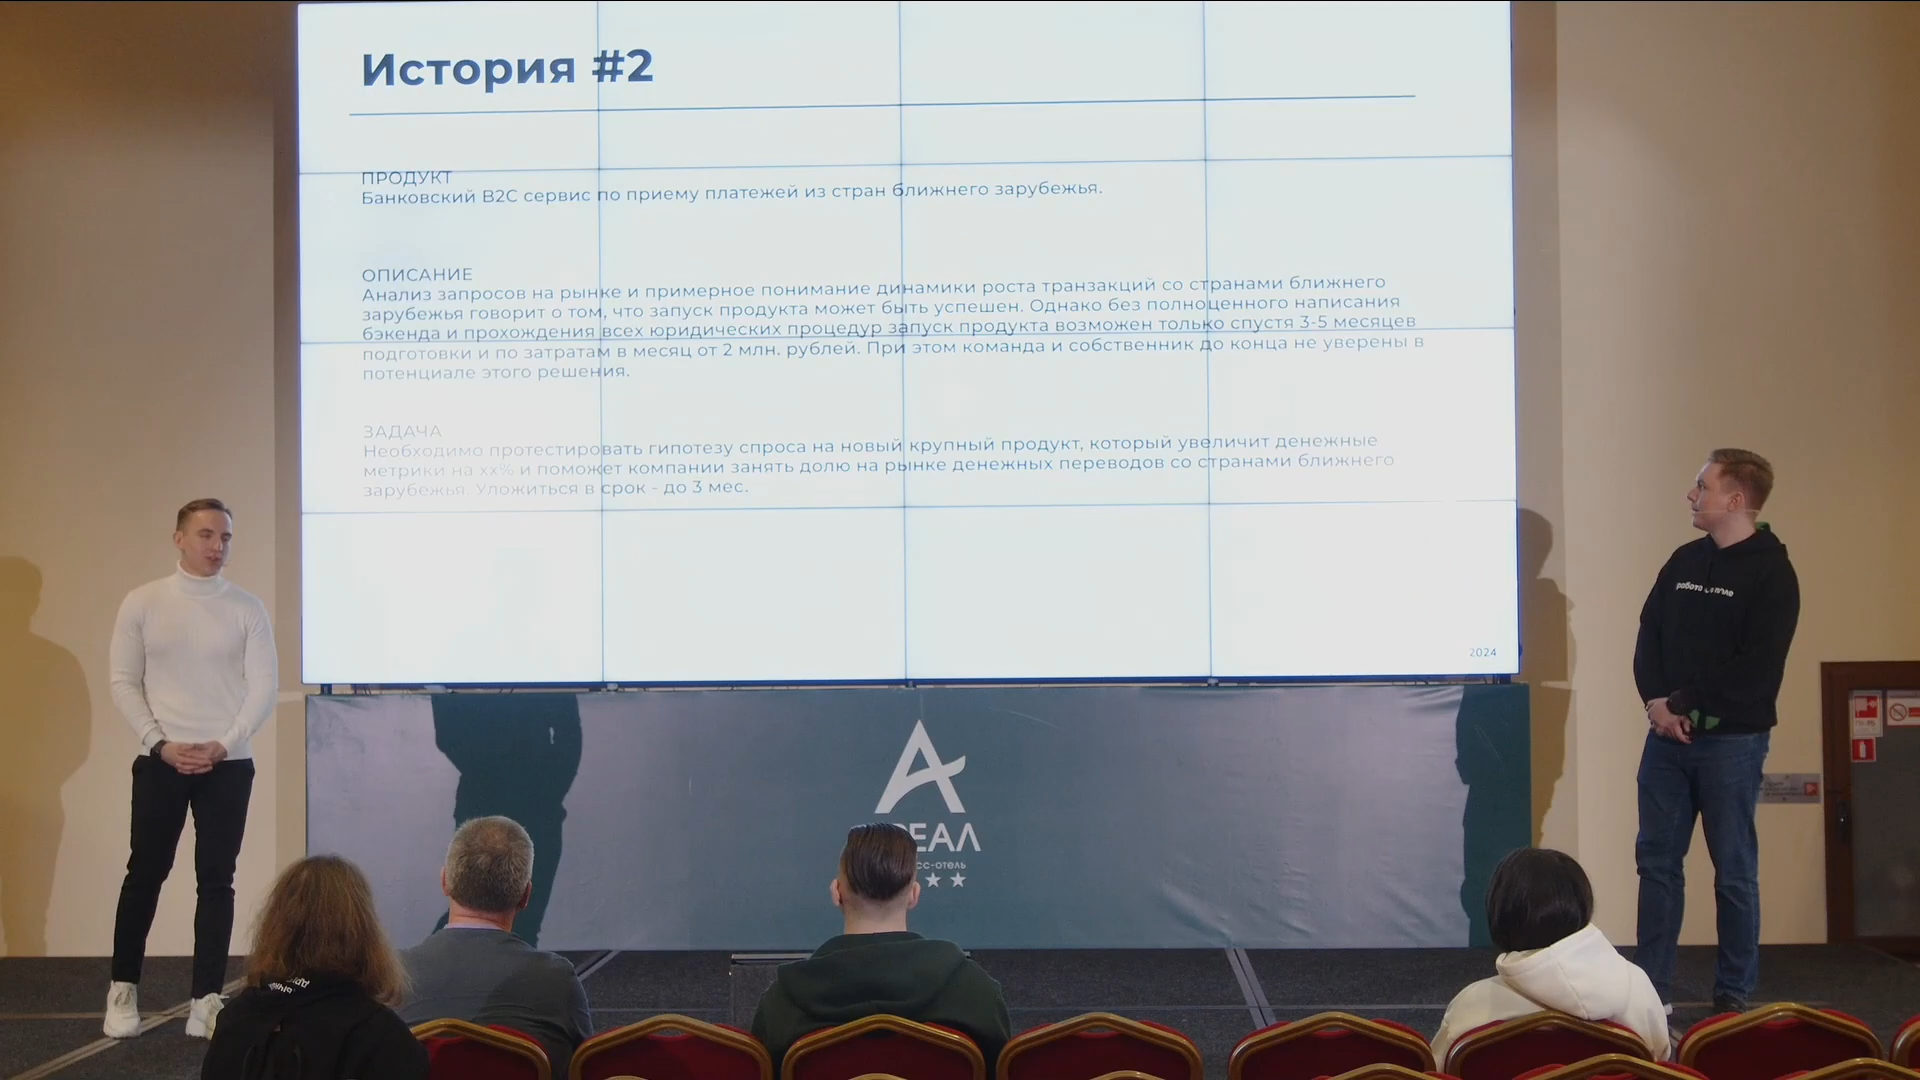 История #2
ПРОДУКТ
Банковский B2C сервис по приему платежей из стран ближнего зарубежья.
ОПИСАНИЕ
Анализ запросов на рынке и примерное понимание динамики роста транзакций со странами ближнего
зарубежья говорит о том, что запуск продукта может быть успешен. Однако без полноценного написания
бэкенда и прохождения всех юридических процедур запуск продукта возможен только спустя 3-5 месяцев
подготовки и по затратам в месяц от 2 млн. рублей. При этом команда и собственник до конца не уверены в
потенциале этого решения.
ЗАДАЧА
Необходимо протестировать гипотезу спроса на новый крупный продукт, который увеличит денежные
метрики на xx% и поможет компании занять долю на рынке денежных переводов со странами ближнего
зарубежья. Уложиться в срок - до 3 мес.
2024
работа